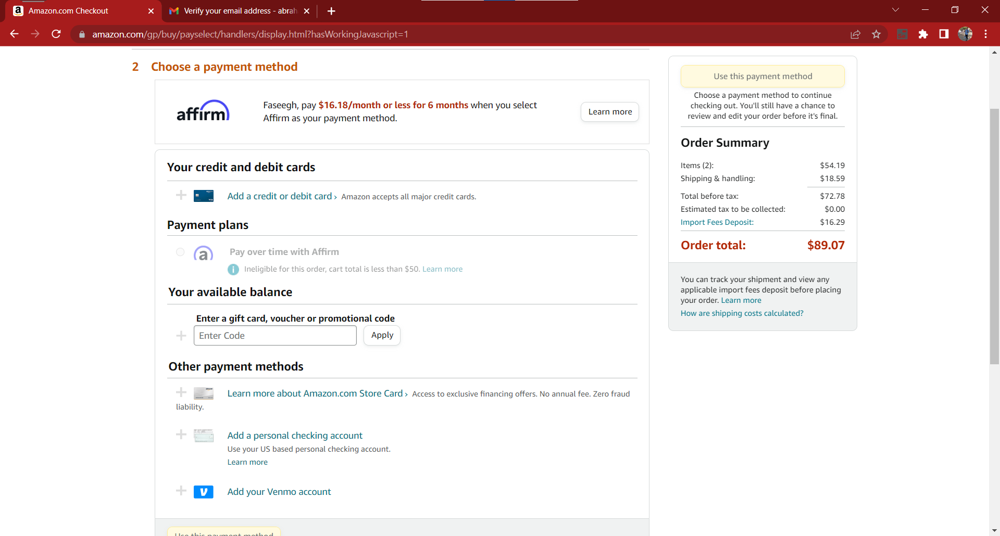 Amazon.com Checkout
Verify your email address - abrah
amazon.com/gp/buy/payselect/handlers/display.html?hasWorkingJavascript=1
2 Choose a payment method
affirm
Faseegh, pay $16.18/month or less for 6 months when you select
Affirm as your payment method.
Learn more
Your credit and debit cards
Add a credit or debit card › Amazon accepts all major credit cards.
Payment plans
Pay over time with Affirm
Ineligible for this order, cart total is less than $50. Learn more
Your available balance
Enter a gift card, voucher or promotional code
Enter Code
Apply
Other payment methods
Learn more about Amazon.com Store Card › Access to exclusive financing offers. No annual fee. Zero fraud
liability.
Add a personal checking account
Use your US based personal checking account.
Learn more
Add your Venmo account
Use this payment method
Use this payment method
Choose a payment method to continue
checking out. You'll still have a chance to
review and edit your order before it's final.
Order Summary
Items (2): $54.19
Shipping & handling: $18.59
Total before tax: $72.78
Estimated tax to be collected: $0.00
Import Fees Deposit: $16.29
Order total: $89.07
You can track your shipment and view any
applicable import fees deposit before placing
your order. Learn more
How are shipping costs calculated?